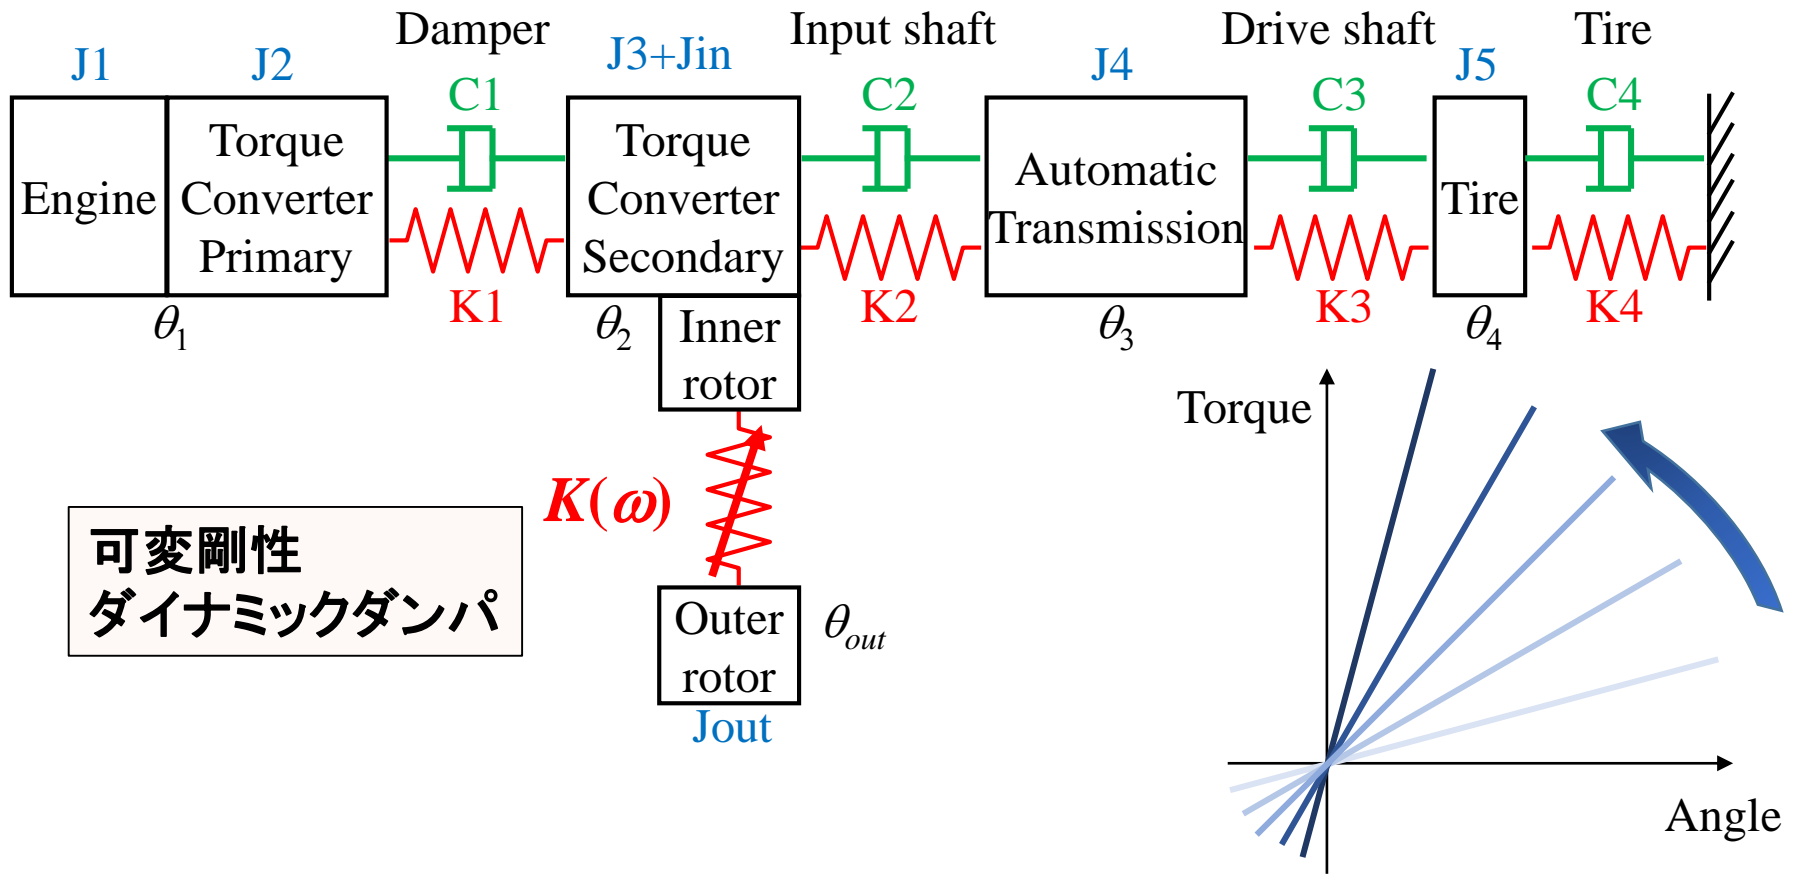 Damper
Input shaft
Drive shaft
Tire
J1
J2
J3+Jin
J4
J5
C1
C2
C3
C4
Engine
Torque
Converter
Primary
Torque
Converter
Secondary
Automatic
Transmission
Tire
K1
K2
K3
K4
θ1
θ2
θ3
θ4
Inner
rotor
K(ω)
Outer
rotor
θout
Jout
可変剛性
ダイナミックダンパ
Torque
Angle